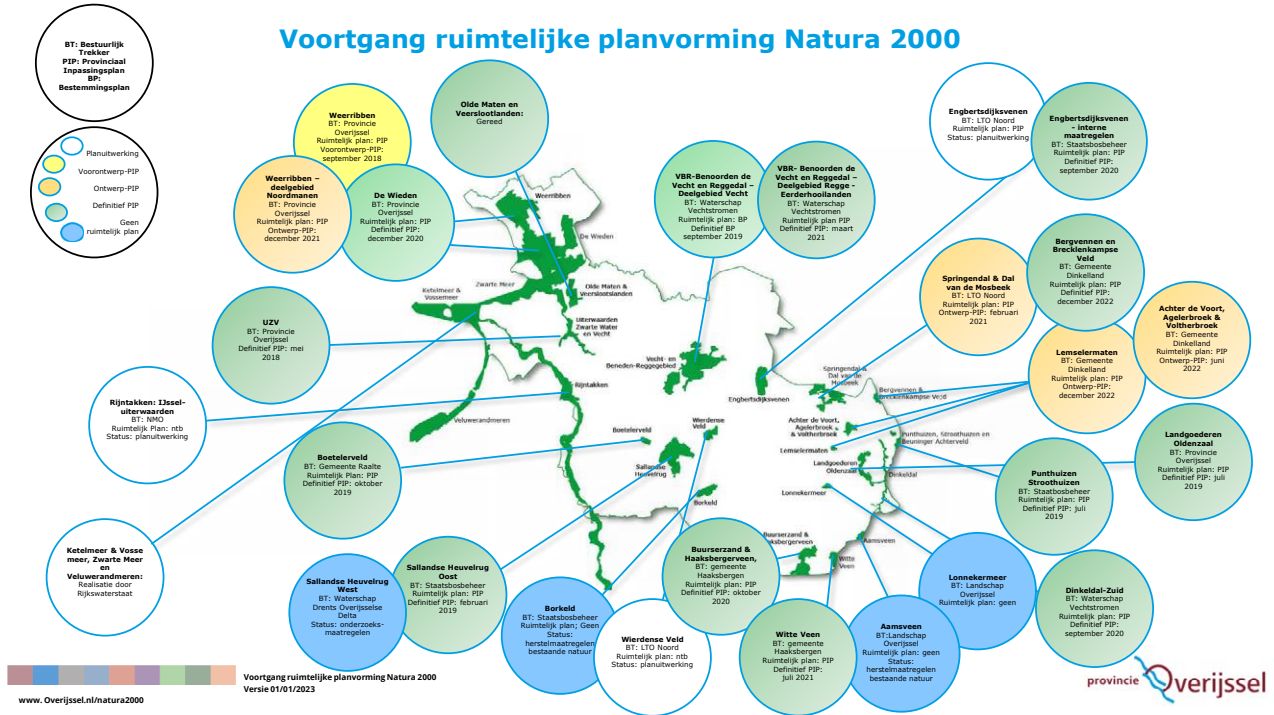 Voortgang ruimtelijke planvorming Natura 2000
BT: Bestuurlijk
Trekker
PIP: Provinciaal
Inpassingsplan
BP:
Bestemmingsplan
Planuitwerking
Voorontwerp-PIP
Ontwerp-PIP
Definitief PIP
Geen
ruimtelijk plan
Weerribben
BT: Provincie
Overijssel
Ruimtelijk plan: PIP
Voorontwerp-PIP:
september 2018
Olde Maten en
Veerslootlanden:
Gereed
Weerribben –
deelgebied
Noordmanen
BT: Provincie
Overijssel
Ruimtelijk plan: PIP
Ontwerp-PIP:
december 2021
De Wieden
BT: Provincie
Overijssel
Ruimtelijk plan: PIP
Definitief PIP:
december 2020
VBR-Benoorden de
Vecht en Reggedal –
Deelgebied Vecht
BT: Waterschap
Vechtstromen
Ruimtelijk plan: BP
Definitief BP
september 2019
VBR- Benoorden de
Vecht en Reggedal –
Deelgebied Regge -
Eerderhooilanden
BT: Waterschap
Vechtstromen
Ruimtelijk plan PIP
Definitief PIP: maart
2021
Engbertsdijksvenen
BT: LTO Noord
Ruimtelijk plan: PIP
Status: planuitwerking
Engbertsdijksvenen
- interne
maatregelen
BT: Staatsbosbeheer
Ruimtelijk plan: PIP
Definitief PIP:
september 2020
Bergvennen en
Brecklenkampse
Veld
BT: Gemeente
Dinkelland
Ruimtelijk plan: PIP
Definitief PIP:
december 2022
Springendal & Dal
van de Mosbeek
BT: LTO Noord
Ruimtelijk plan: PIP
Ontwerp-PIP: februari
2021
Achter de Voort,
Agelerbroek &
Voltherbroek
BT: Gemeente
Dinkelland
Ruimtelijk plan: PIP
Ontwerp-PIP: juni
2022
Lemselermaten
BT: Gemeente
Dinkelland
Ruimtelijk plan: PIP
Ontwerp-PIP:
december 2022
UZV
BT: Provincie
Overijssel
Definitief PIP: mei
2018
Rijntakken: IJssel-
uiterwaarden
BT: NMO
Ruimtelijk Plan: ntb
Status: planuitwerking
Boetelerveld
BT: Gemeente Raalte
Ruimtelijk Plan: PIP
Definitief PIP: oktober
2019
Landgoederen
Oldenzaal
BT: Provincie
Overijssel
Ruimtelijk plan: PIP
Definitief PIP: juli
2019
Punthuizen
Stroothuizen
BT: Staatbosbeheer
Ruimtelijk plan: PIP
Definitief PIP: juli
2019
Ketelmeer & Vosse
meer, Zwarte Meer
en
Veluwerandmeren:
Realisatie door
Rijkswaterstaat
Sallandse Heuvelrug
West
BT: Waterschap
Drents Overijsselse
Delta
Status: onderzoeks-
maatregelen
Sallandse Heuvelrug
Oost
BT: Staatsbosbeheer
Ruimtelijk plan: PIP
Definitief PIP: februari
2019
Borkeld
BT: Staatsbosbeheer
Ruimtelijk plan; Geen
Status:
herstelmaatregelen
bestaande natuur
Wierdense Veld
BT: LTO Noord
Ruimtelijk plan: ntb
Status: planuitwerking
Buurserzand &
Haaksbergerveen,
BT: gemeente
Haaksbergen
Ruimtelijk plan: PIP
Definitief PIP: oktober
2020
Witte Veen
BT: gemeente
Haaksbergen
Ruimtelijk plan: PIP
Definitief PIP:
juli 2021
Aamsveen
BT:Landschap
Overijssel
Ruimtelijk plan: geen
Status:
herstelmaatregelen
bestaande natuur
Lonnekermeer
BT: Landschap
Overijssel
Ruimtelijk plan: geen
Dinkeldal-Zuid
BT: Waterschap
Vechtstromen
Ruimtelijk plan: PIP
Definitief PIP:
september 2020
Weerribben
De Wieden
Zwarte Meer
Ketelmeer &
Vossemeer
Olde Maten &
Veerslootslanden
Uiterwaarden
Zwarte Water
en Vecht
Vecht- en
Beneden-Reggegebied
Rijntakken
Veluwerandmeren
Engbertsdijksvenen
Springendal &
Dal van de
Mosbeek
Bergvennen &
Brecklenkampse Veld
Achter de Voort,
Agelerbroek
& Voltherbroek
Punthuizen, Stroothuizen en
Beuninger Achterveld
Lemselermaten
Landgoederen
Oldenzaal
Dinkeldal
Lonnekermeer
Boetelerveld
Wierdense
Veld
Sallandse
Heuvelrug
Borkeld
Buurserzand &
Haaksbergerveen
Witte
Veen
Aamsveen
Voortgang ruimtelijke planvorming Natura 2000
Versie 01/01/2023
www. Overijssel.nl/natura2000
provincie Overijssel